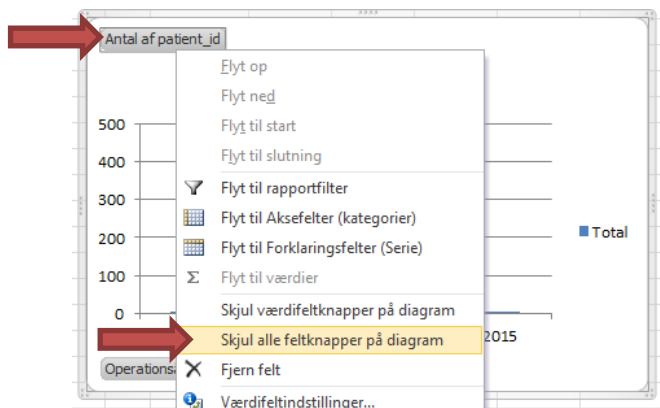 Antal af patient_id
Flyt op
Flyt ned
Flyt til start
Flyt til slutning
Flyt til rapportfilter
Flyt til Aksefelter (kategorier)
Flyt til Forklaringsfelter (Serie)
Σ Flyt til værdier
Skjul værdifeltknapper på diagram
Skjul alle feltknapper på diagram
Fjern felt
Værdifeltindstillinger...
500
400
300
200
100
0
2015
Total